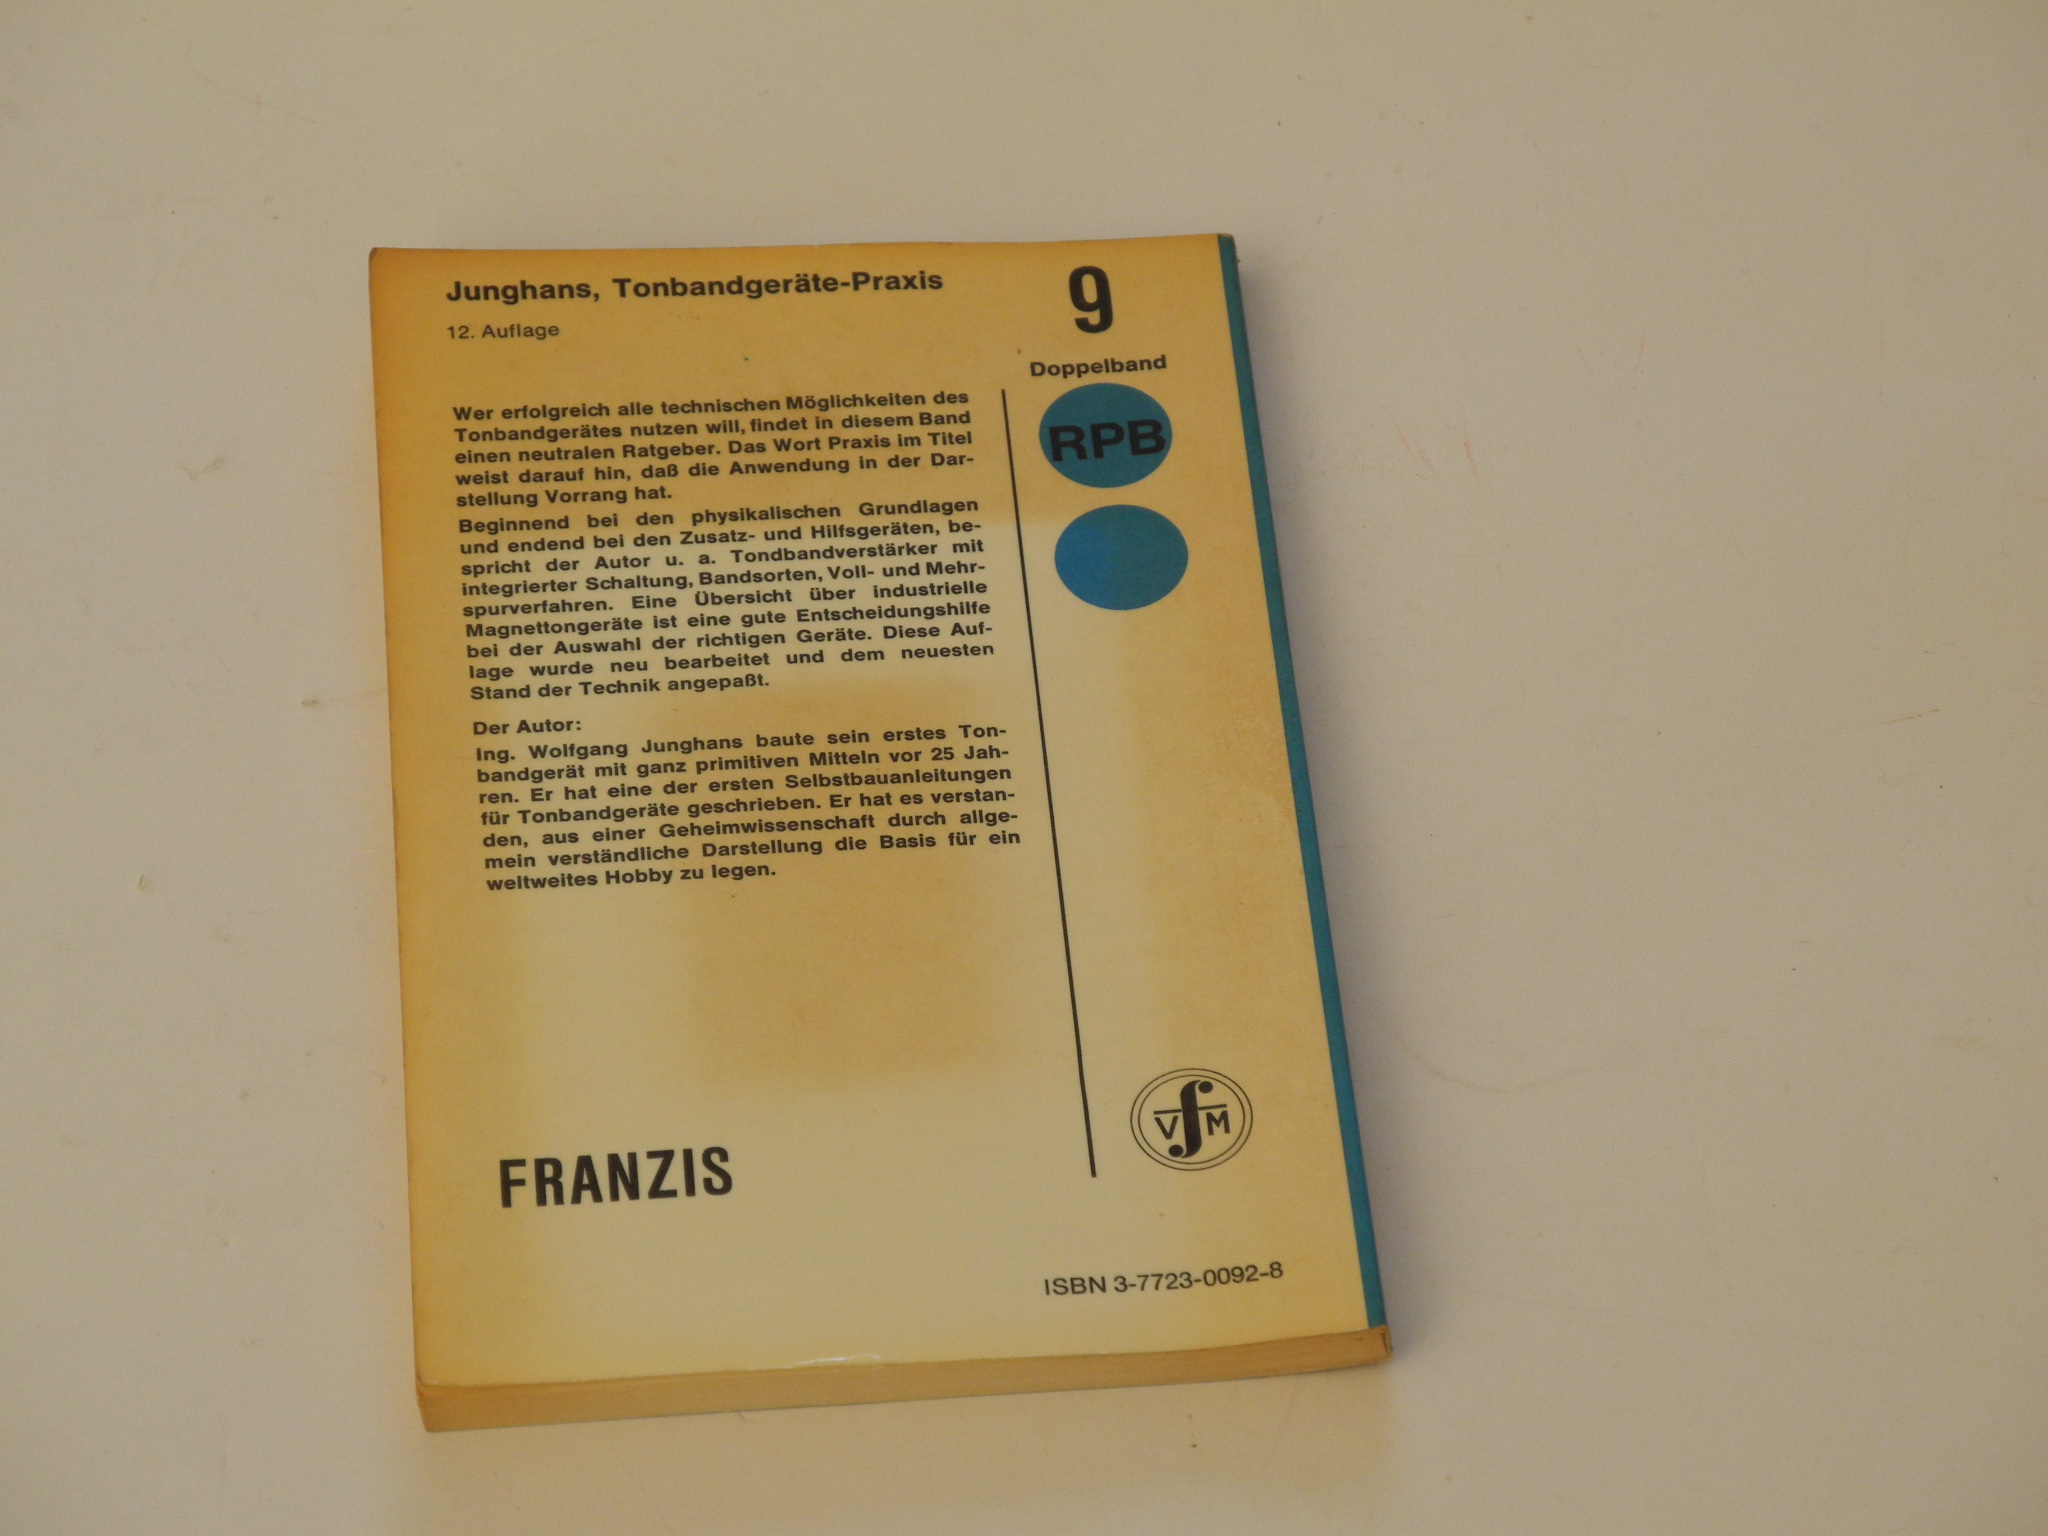 Junghans, Tonbandgeräte-Praxis
12. Auflage
9
Doppelband
RPB
Wer erfolgreich alle technischen Möglichkeiten des
Tonbandgerätes nutzen will, findet in diesem Band
einen neutralen Ratgeber. Das Wort Praxis im Titel
weist darauf hin, daß die Anwendung in der Dar-
stellung Vorrang hat.
Beginnend bei den physikalischen Grundlagen
und endend bei den Zusatz- und Hilfsgeräten, be-
spricht der Autor u. a. Tondbandverstärker mit
integrierter Schaltung, Bandsorten, Voll- und Mehr-
spurverfahren. Eine Übersicht über industrielle
Magnettongeräte ist eine gute Entscheidungshilfe
bei der Auswahl der richtigen Geräte. Diese Auf-
lage wurde neu bearbeitet und dem neuesten
Stand der Technik angepaßt.
Der Autor:
Ing. Wolfgang Junghans baute sein erstes Ton-
bandgerät mit ganz primitiven Mitteln vor 25 Jah-
ren. Er hat eine der ersten Selbstbauanleitungen
für Tonbandgeräte geschrieben. Er hat es verstan-
den, aus einer Geheimwissenschaft durch allge-
mein verständliche Darstellung die Basis für ein
weltweites Hobby zu legen.
VfM
FRANZIS
ISBN 3-7723-0092-8